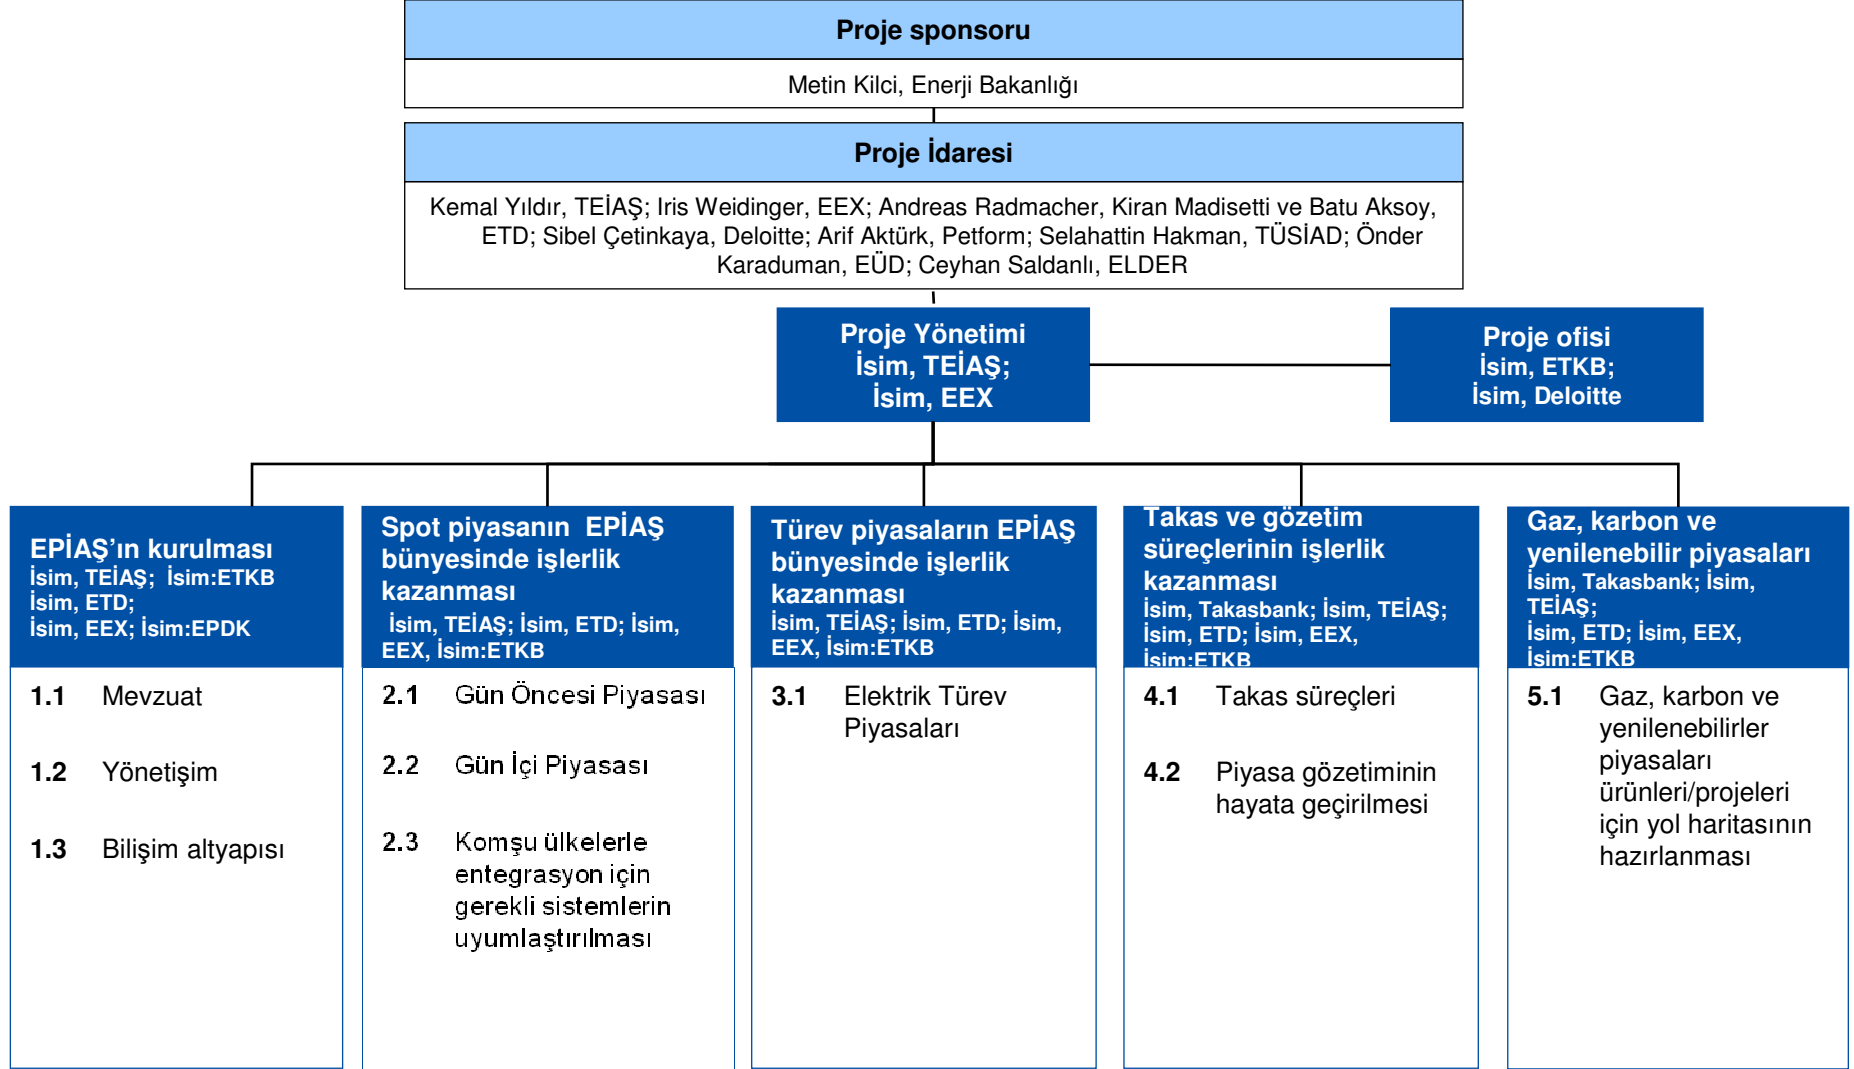 Proje sponsoru
Metin Kilci, Enerji Bakanlığı
Proje İdaresi
Kemal Yıldır, TEİAŞ; Iris Weidinger, EEX; Andreas Radmacher, Kiran Madisetti ve Batu Aksoy,
ETD; Sibel Çetinkaya, Deloitte; Arif Aktürk, Petform; Selahattin Hakman, TÜSİAD; Önder
Karaduman, EÜD; Ceyhan Saldanlı, ELDER
Proje Yönetimi
İsim, TEİAŞ;
İsim, EEX
Proje ofisi
İsim, ETKB;
İsim, Deloitte
EPİAŞ’ın kurulması
İsim, TEİAŞ; İsim:ETKB
İsim, ETD;
İsim, EEX; İsim:EPDK
1.1 Mevzuat
1.2 Yönetişim
1.3 Bilişim altyapısı
Spot piyasanın EPİAŞ
bünyesinde işlerlik
kazanması
İsim, TEİAŞ; İsim, ETD; İsim,
EEX, İsim:ETKB
2.1 Gün Öncesi Piyasası
2.2 Gün İçi Piyasası
2.3 Komşu ülkelerle
entegrasyon için
gerekli sistemlerin
uyumlaştırılması
Türev piyasaların EPİAŞ
bünyesinde işlerlik
kazanması
İsim, TEİAŞ; İsim, ETD; İsim,
EEX, İsim:ETKB
3.1 Elektrik Türev
Piyasaları
Takas ve gözetim
süreçlerinin işlerlik
kazanması
İsim, Takasbank; İsim, TEİAŞ;
İsim, ETD; İsim, EEX,
İsim:ETKB
4.1 Takas süreçleri
4.2 Piyasa gözetiminin
hayata geçirilmesi
Gaz, karbon ve
yenilenebilir piyasaları
İsim, Takasbank; İsim,
TEİAŞ;
İsim, ETD; İsim, EEX,
İsim:ETKB
5.1 Gaz, karbon ve
yenilenebilirler
piyasaları
ürünleri/projeleri
için yol haritasının
hazırlanması